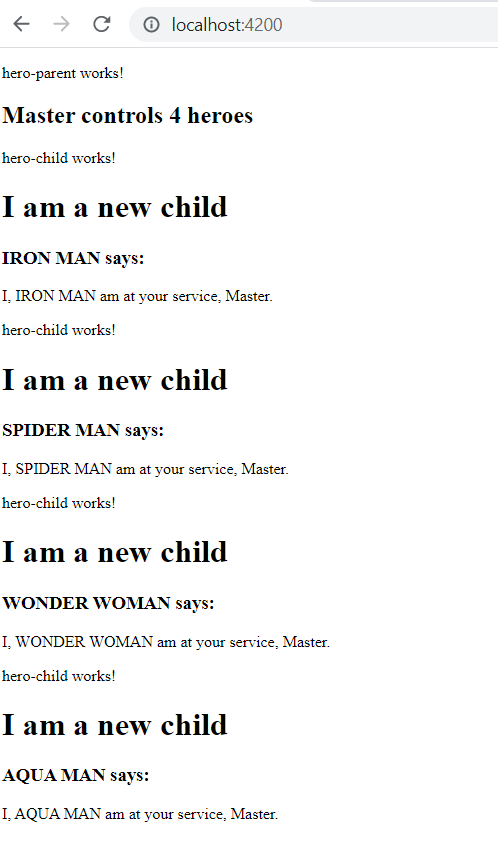 localhost:4200
hero-parent works!
Master controls 4 heroes
hero-child works!
I am a new child
IRON MAN says:
I, IRON MAN am at your service, Master.
hero-child works!
I am a new child
SPIDER MAN says:
I, SPIDER MAN am at your service, Master.
hero-child works!
I am a new child
WONDER WOMAN says:
I, WONDER WOMAN am at your service, Master.
hero-child works!
I am a new child
AQUA MAN says:
I, AQUA MAN am at your service, Master.